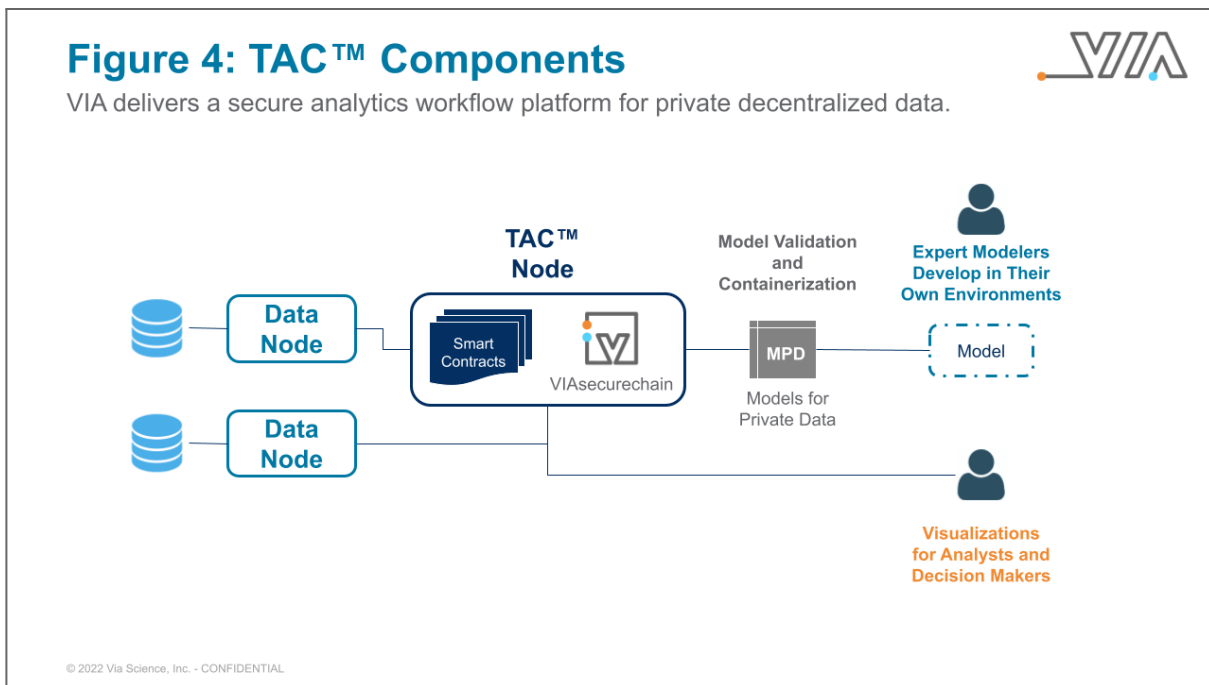 Figure 4: TAC™ Components
VIA
VIA delivers a secure analytics workflow platform for private decentralized data.
TAC™
Node
Model Validation
and
Containerization
Expert Modelers
Develop in Their
Own Environments
Data
Node
Smart
Contracts
VIAsecurechain
MPD
Models for
Private Data
Model
Data
Node
Visualizations
for Analysts and
Decision Makers
© 2022 Via Science, Inc. - CONFIDENTIAL